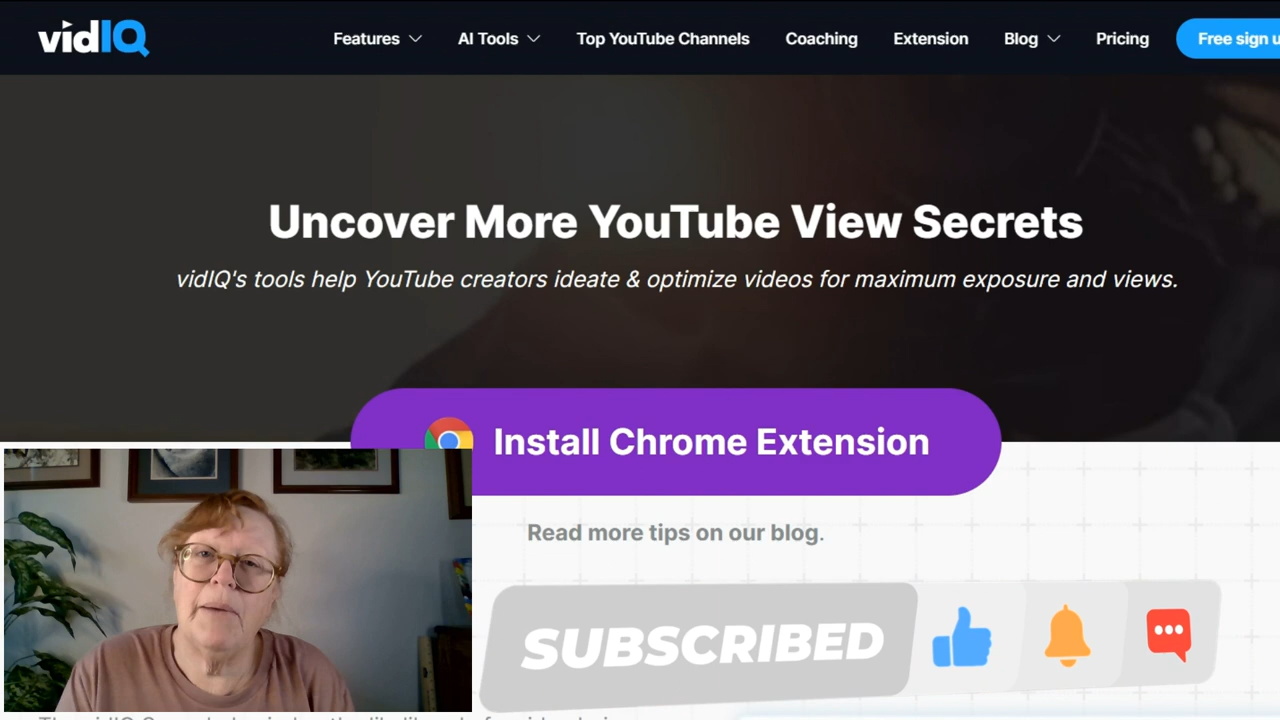 vidIQ
Features AI Tools Top YouTube Channels Coaching Extension Blog Pricing Free sign
Uncover More YouTube View Secrets
vidIQ's tools help YouTube creators ideate & optimize videos for maximum exposure and views.
Install Chrome Extension
Read more tips on our blog.
SUBSCRIBED